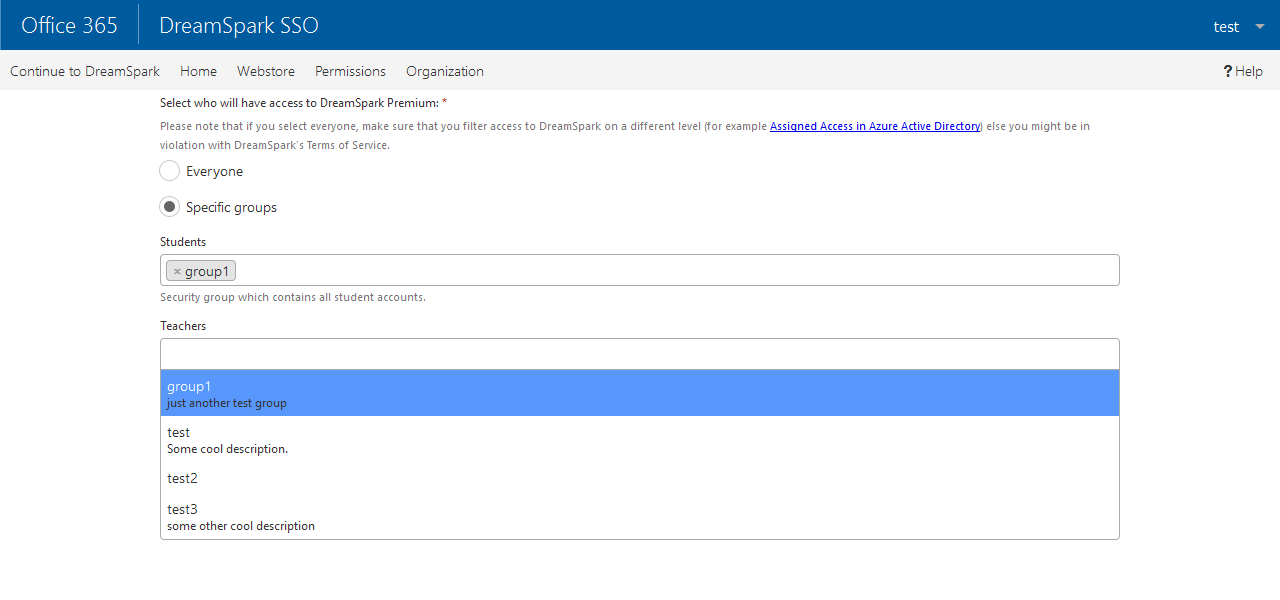 Office 365 DreamSpark SSO test
Continue to DreamSpark Home Webstore Permissions Organization ? Help
Select who will have access to DreamSpark Premium: *
Please note that if you select everyone, make sure that you filter access to DreamSpark on a different level (for example Assigned Access in Azure Active Directory) else you might be in
violation with DreamSpark's Terms of Service.
Everyone
Specific groups
Students
× group1
Security group which contains all student accounts.
Teachers
group1
just another test group
test
Some cool description.
test2
test3
some other cool description